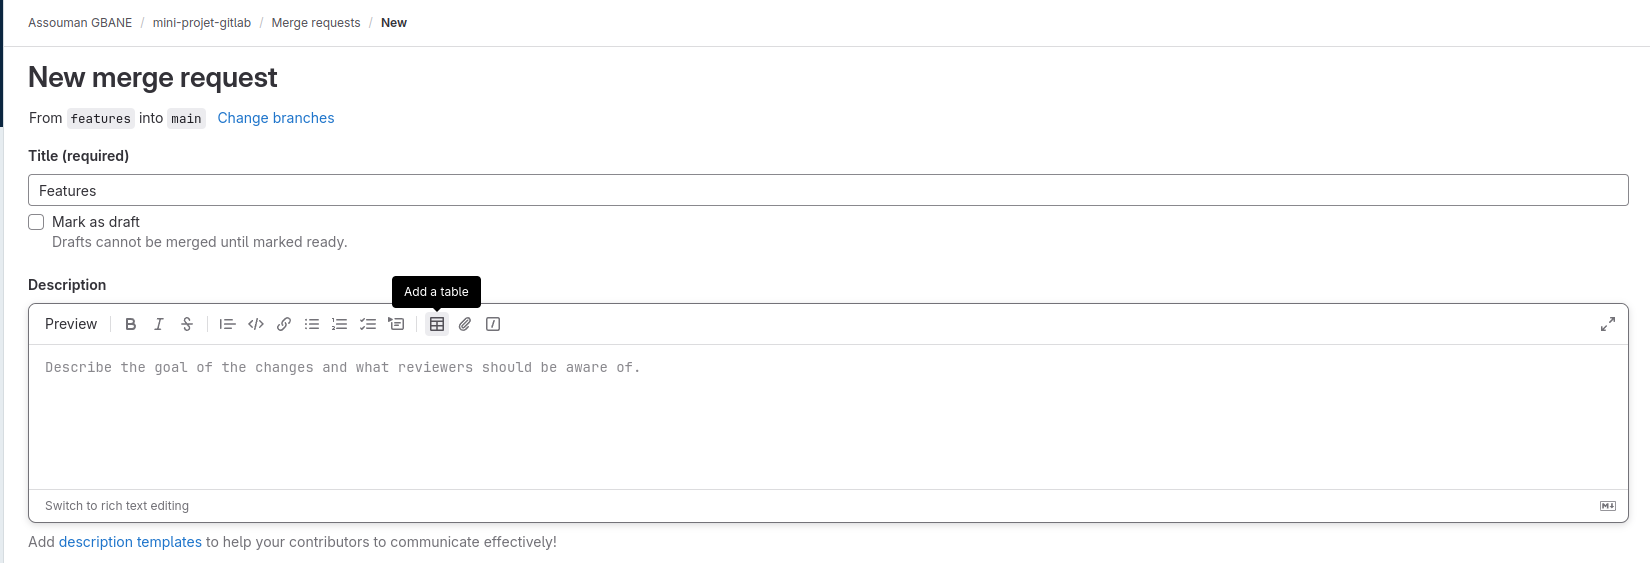 Assouman GBANE / mini-projet-gitlab / Merge requests / New
New merge request
From features into main Change branches
Title (required)
Features
Mark as draft
Drafts cannot be merged until marked ready.
Description
Add a table
Preview B I S
Describe the goal of the changes and what reviewers should be aware of.
Switch to rich text editing
Add description templates to help your contributors to communicate effectively!